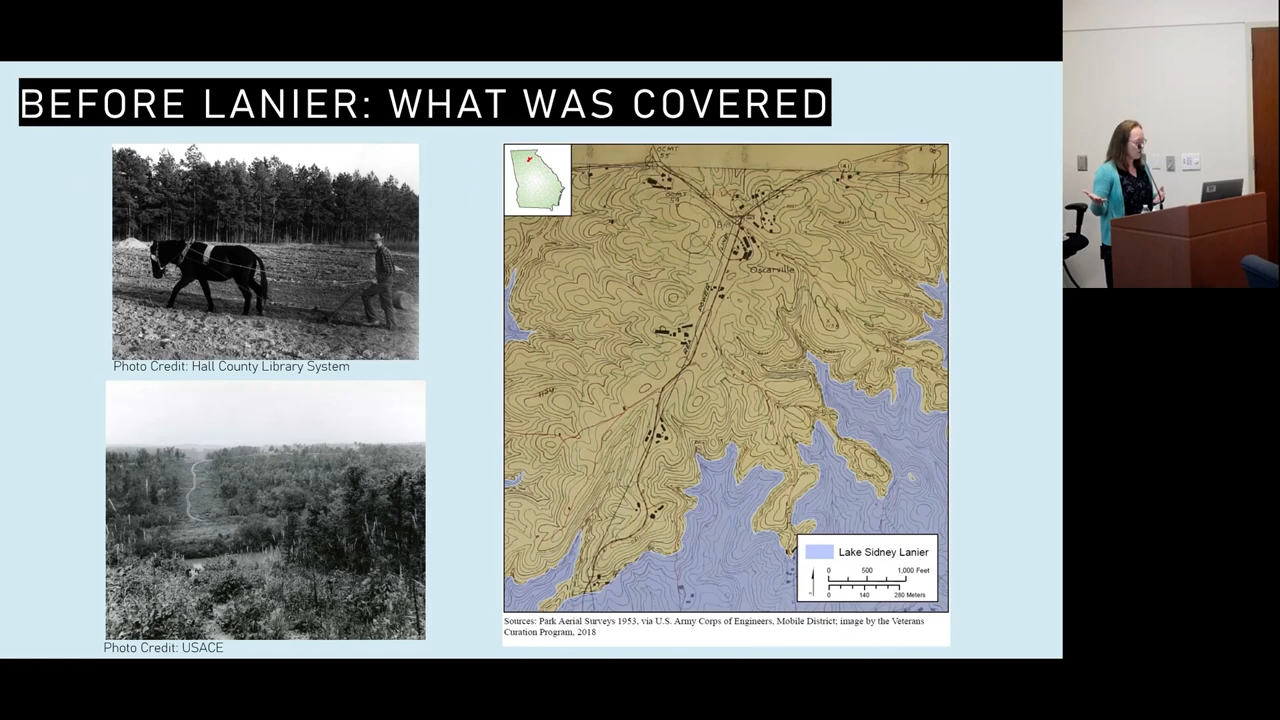 BEFORE LANIER: WHAT WAS COVERED
Photo Credit: Hall County Library System
Photo Credit: USACE
Oscarville
Lake Sidney Lanier
0 500 1,000 Feet
0 140 280 Meters
Sources: Park Aerial Surveys 1953, via U.S. Army Corps of Engineers, Mobile District; image by the Veterans
Curation Program, 2018